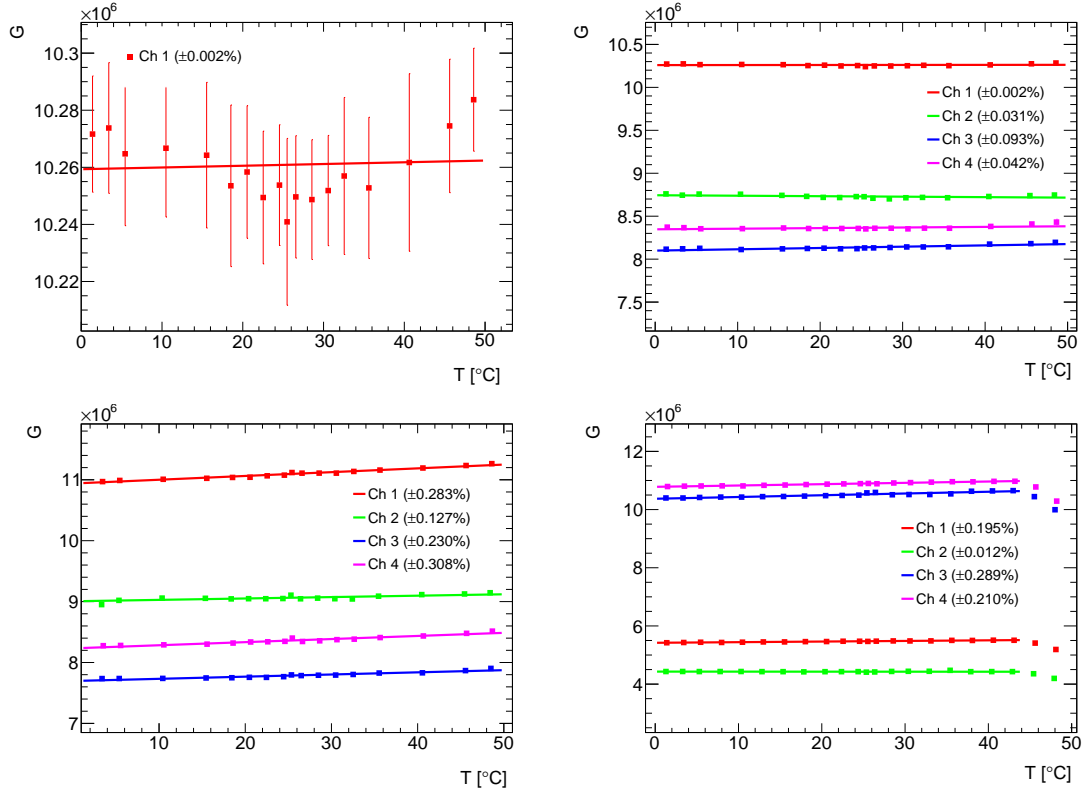 ×10⁶
G
Ch 1 (±0.002%)
10.3
10.28
10.26
10.24
10.22
0 10 20 30 40 50
T [°C]
×10⁶
G
10.5
10
9.5
9
8.5
8
7.5
Ch 1 (±0.002%)
Ch 2 (±0.031%)
Ch 3 (±0.093%)
Ch 4 (±0.042%)
0 10 20 30 40 50
T [°C]
×10⁶
G
11
10
9
8
7
Ch 1 (±0.283%)
Ch 2 (±0.127%)
Ch 3 (±0.230%)
Ch 4 (±0.308%)
10 20 30 40 50
T [°C]
×10⁶
G
12
10
8
6
4
Ch 1 (±0.195%)
Ch 2 (±0.012%)
Ch 3 (±0.289%)
Ch 4 (±0.210%)
0 10 20 30 40 50
T [°C]